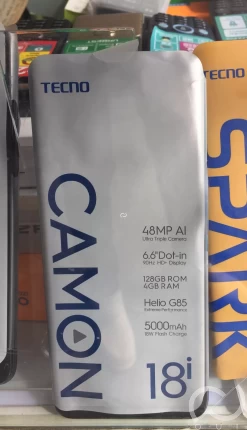 TECNO
CAMON
48MP AI
Ultra Triple Camera
6.6"Dot-in
90Hz HD+ Display
128GB ROM
4GB RAM
Helio G85
Extreme Performance
5000mAh
18W Flash Charge
18i
TECNO
SPARK